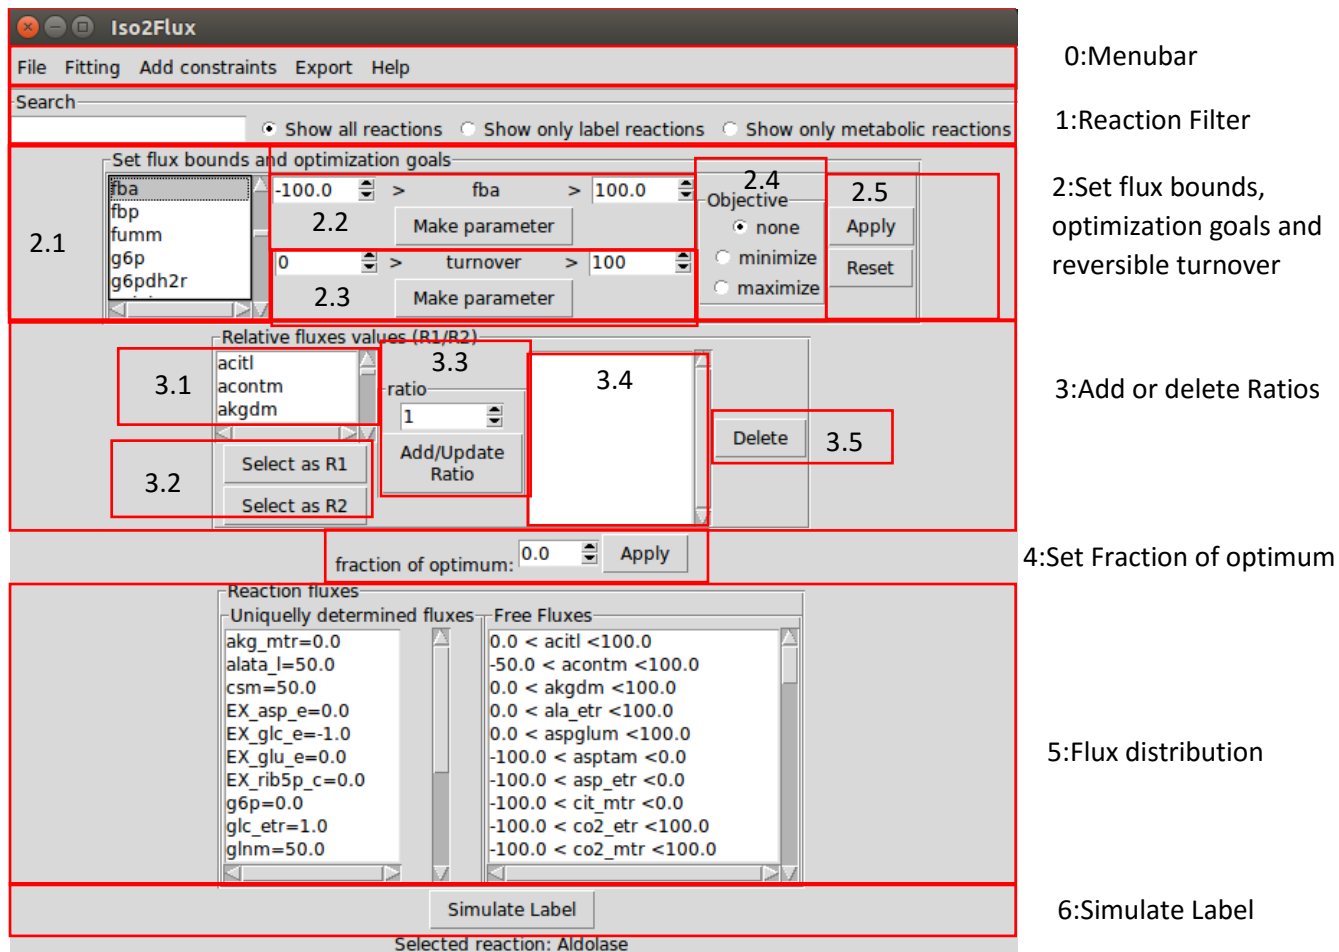 Iso2Flux
File Fitting Add constraints Export Help
0:Menubar
Search
Show all reactions Show only label reactions Show only metabolic reactions
1:Reaction Filter
Set flux bounds and optimization goals
2:Set flux bounds,
optimization goals and
reversible turnover
2.1
fba
fbp
fumm
g6p
g6pdh2r
-100.0 > fba > 100.0
2.2 Make parameter
0 > turnover > 100
2.3 Make parameter
2.4
Objective
none
minimize
maximize
2.5
Apply
Reset
Relative fluxes values (R1/R2)
3:Add or delete Ratios
3.1
acitl
acontm
akgdm
3.2
Select as R1
Select as R2
3.3
ratio
1
Add/Update
Ratio
3.4
Delete 3.5
fraction of optimum: 0.0 Apply
4:Set Fraction of optimum
Reaction fluxes
Uniquelly determined fluxes
akg_mtr=0.0
alata_l=50.0
csm=50.0
EX_asp_e=0.0
EX_glc_e=-1.0
EX_glu_e=0.0
EX_rib5p_c=0.0
g6p=0.0
glc_etr=1.0
glnm=50.0
Free Fluxes
0.0 < acitl <100.0
-50.0 < acontm <100.0
0.0 < akgdm <100.0
0.0 < ala_etr <100.0
0.0 < aspglum <100.0
-100.0 < asptam <0.0
-100.0 < asp_etr <0.0
-100.0 < cit_mtr <0.0
-100.0 < co2_etr <100.0
-100.0 < co2_mtr <100.0
5:Flux distribution
Simulate Label
6:Simulate Label
Selected reaction: Aldolase